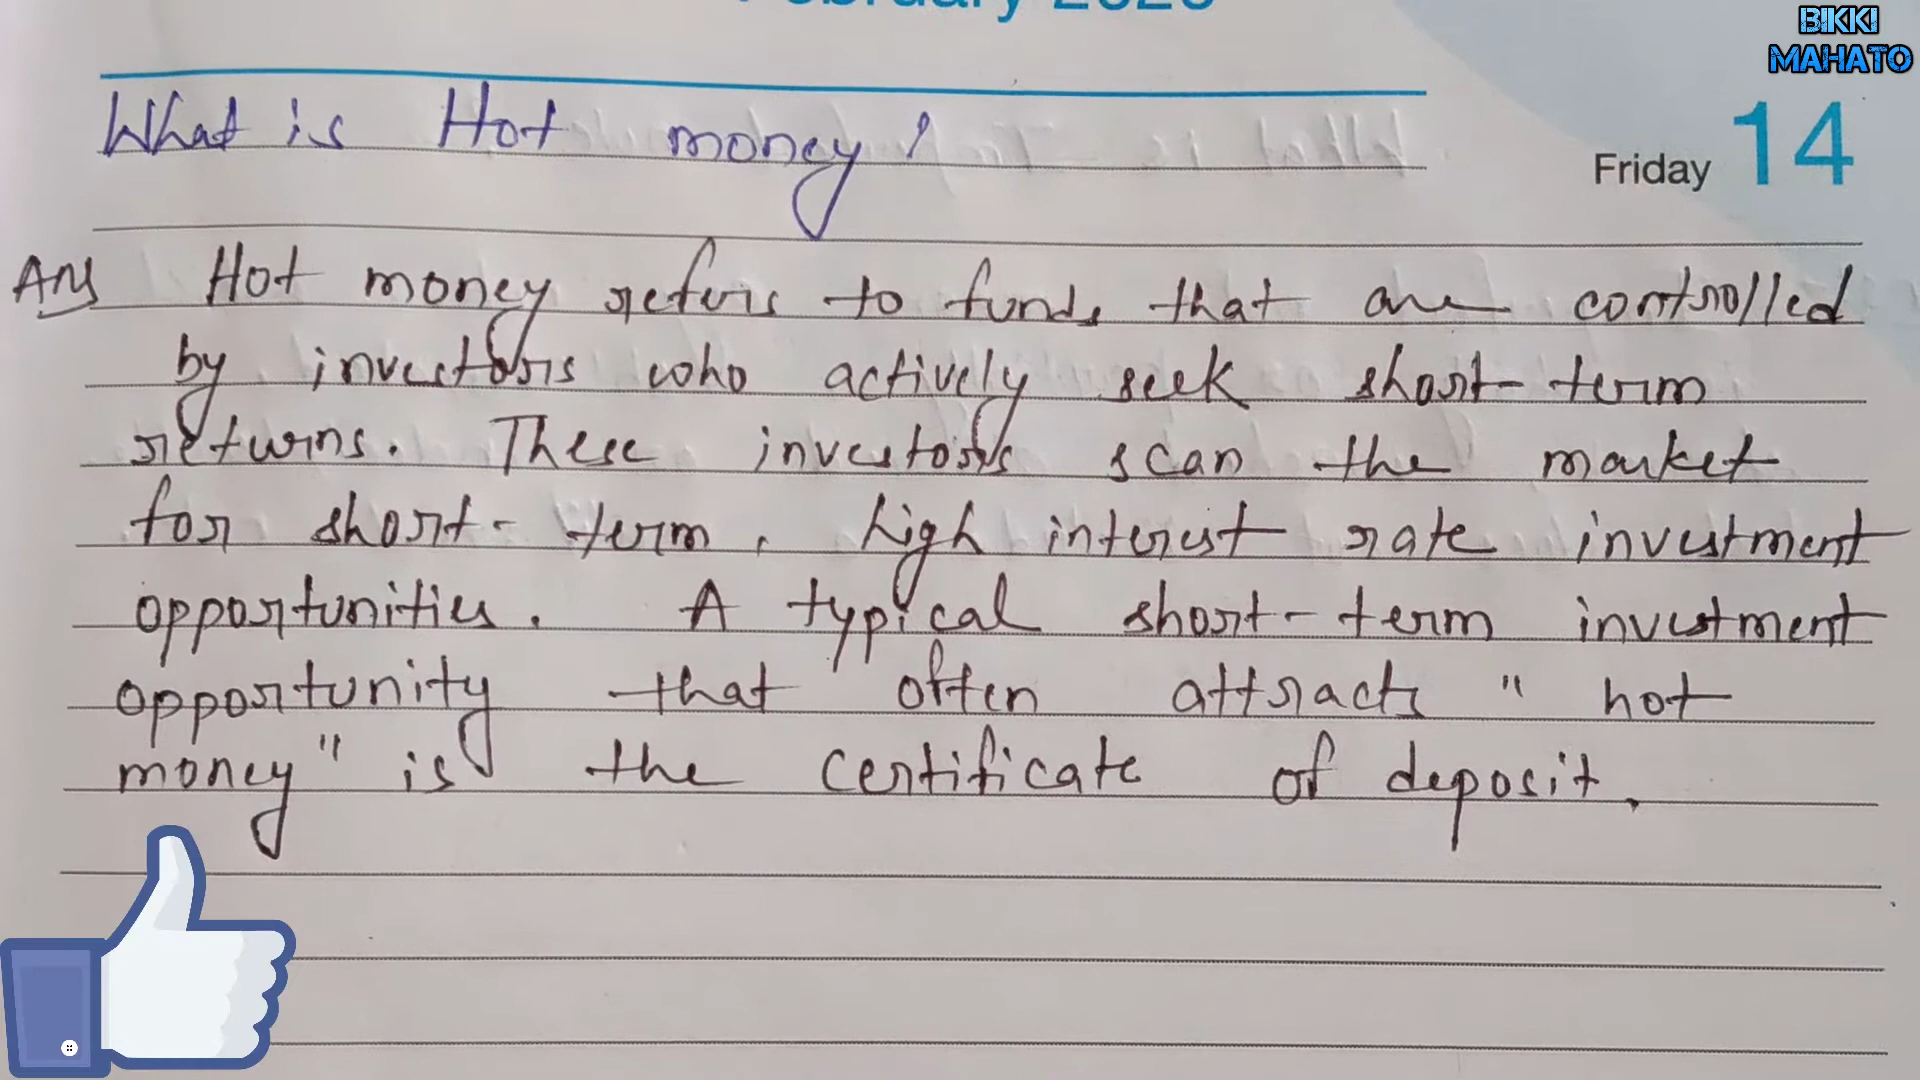 BIKKI
MAHATO
Friday 14
What is Hot money?
Ans Hot money refers to funds that are controlled
by investors who actively seek short-term
returns. These investors scan the market
for short-term, high interest rate investment
opportunities. A typical short-term investment
opportunity that often attracts "hot
money" is the certificate of deposit.